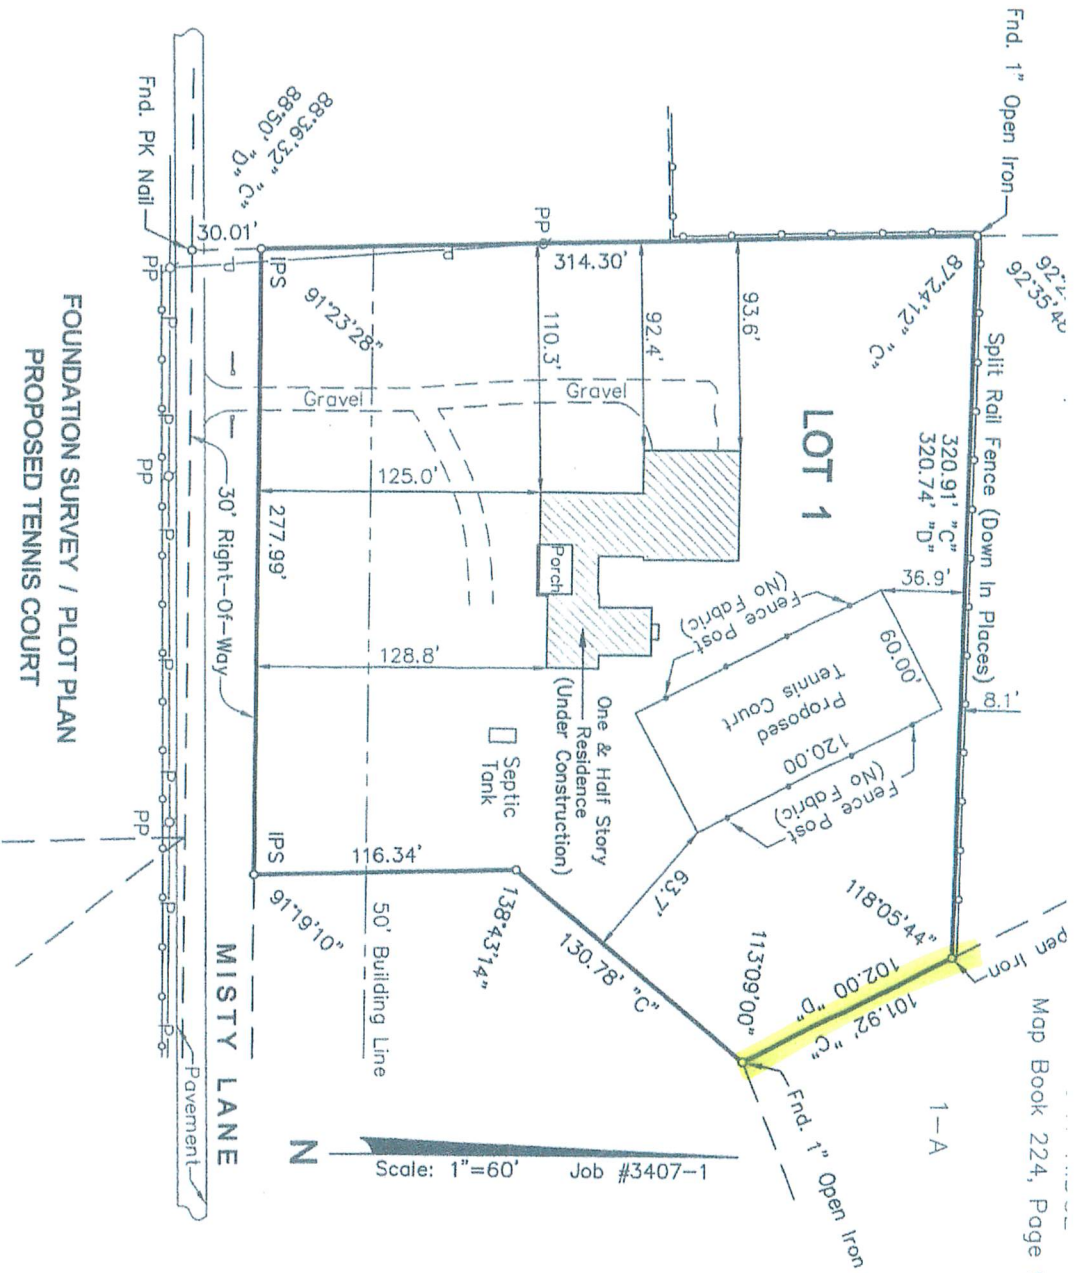 Fnd. 1" Open Iron
Fnd. PK Nail
88°36'32" "C"
88°50' "D"
30.01'
PP
PP
IPS
91°23'28"
314.30'
110.3'
92.4'
93.6'
87°24'12" "C"
92°35'
Split Rail Fence (Down In Places)
320.91' "C"
320.74' "D"
LOT 1
Gravel
Gravel
125.0'
Porch
36.9'
8.1'
Fence Post
(No Fabric)
60.00'
Proposed
Tennis Court
120.00
Fence Post
(No Fabric)
277.99'
30' Right-Of-Way
128.8'
One & Half Story
Residence
(Under Construction)
Septic
Tank
PP
PP
IPS
116.34'
91°19'10"
50' Building Line
138°43'14"
63.7'
130.78' "C"
113°09'00"
118°05'44"
102.00 "D"
101.92' "C"
Iron
Fnd. 1" Open Iron
1-A
Map Book 224, Page
MISTY LANE
Pavement
N
Scale: 1"=60'
Job #3407-1
FOUNDATION SURVEY / PLOT PLAN
PROPOSED TENNIS COURT